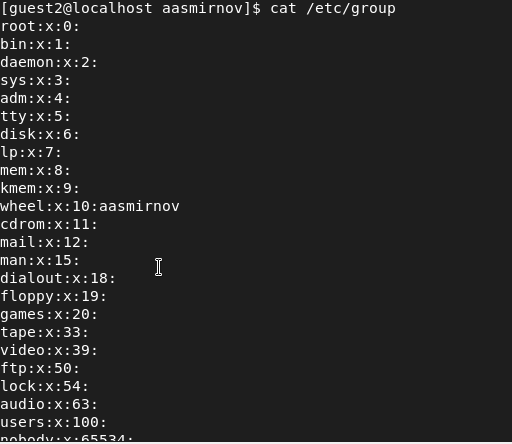 [guest2@localhost aasmirnov]$ cat /etc/group
root:x:0:
bin:x:1:
daemon:x:2:
sys:x:3:
adm:x:4:
tty:x:5:
disk:x:6:
lp:x:7:
mem:x:8:
kmem:x:9:
wheel:x:10:aasmirnov
cdrom:x:11:
mail:x:12:
man:x:15:
dialout:x:18:
floppy:x:19:
games:x:20:
tape:x:33:
video:x:39:
ftp:x:50:
lock:x:54:
audio:x:63:
users:x:100:
nobody:x:65534: